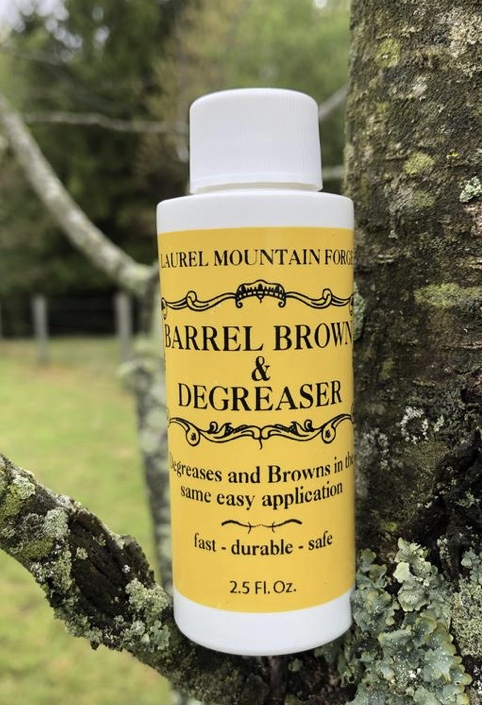 LAUREL MOUNTAIN FORGE
BARREL BROWN
&
DEGREASER
Degreases and Browns in the
same easy application
fast - durable - safe
2.5 Fl. Oz.